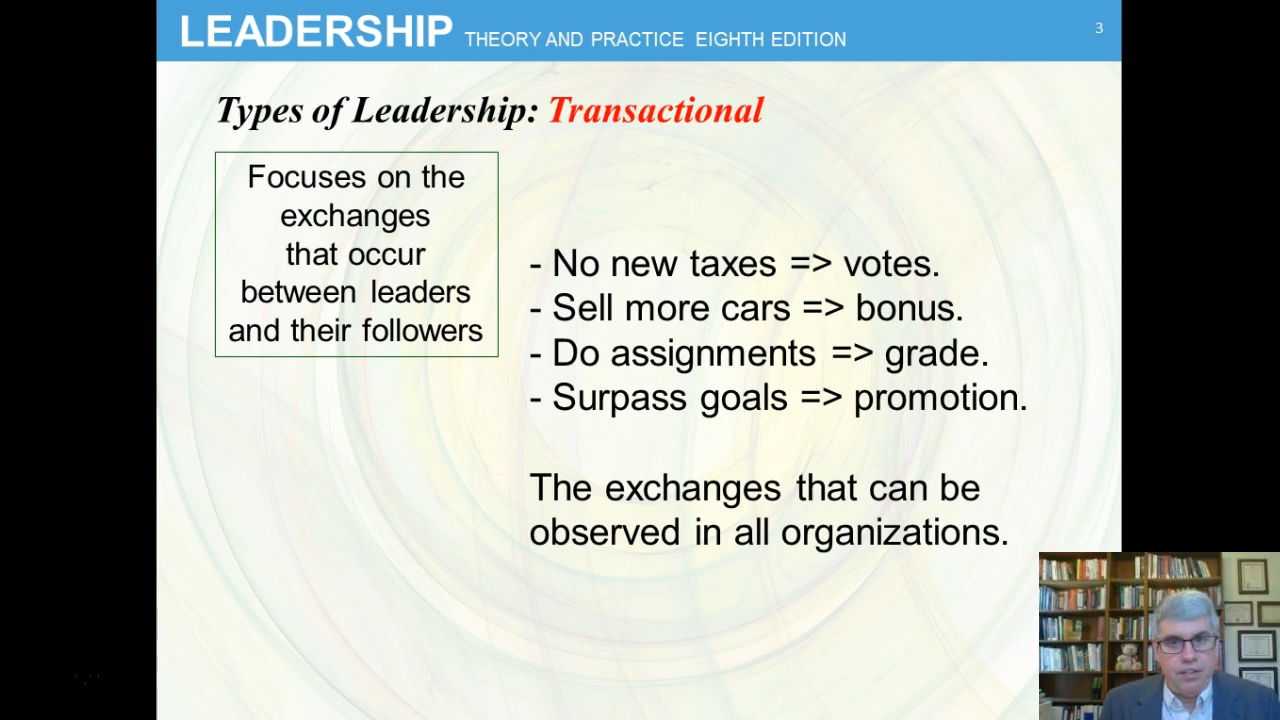 LEADERSHIP THEORY AND PRACTICE EIGHTH EDITION
3
Types of Leadership: Transactional
Focuses on the
exchanges
that occur
between leaders
and their followers
- No new taxes => votes.
- Sell more cars => bonus.
- Do assignments => grade.
- Surpass goals => promotion.
The exchanges that can be
observed in all organizations.